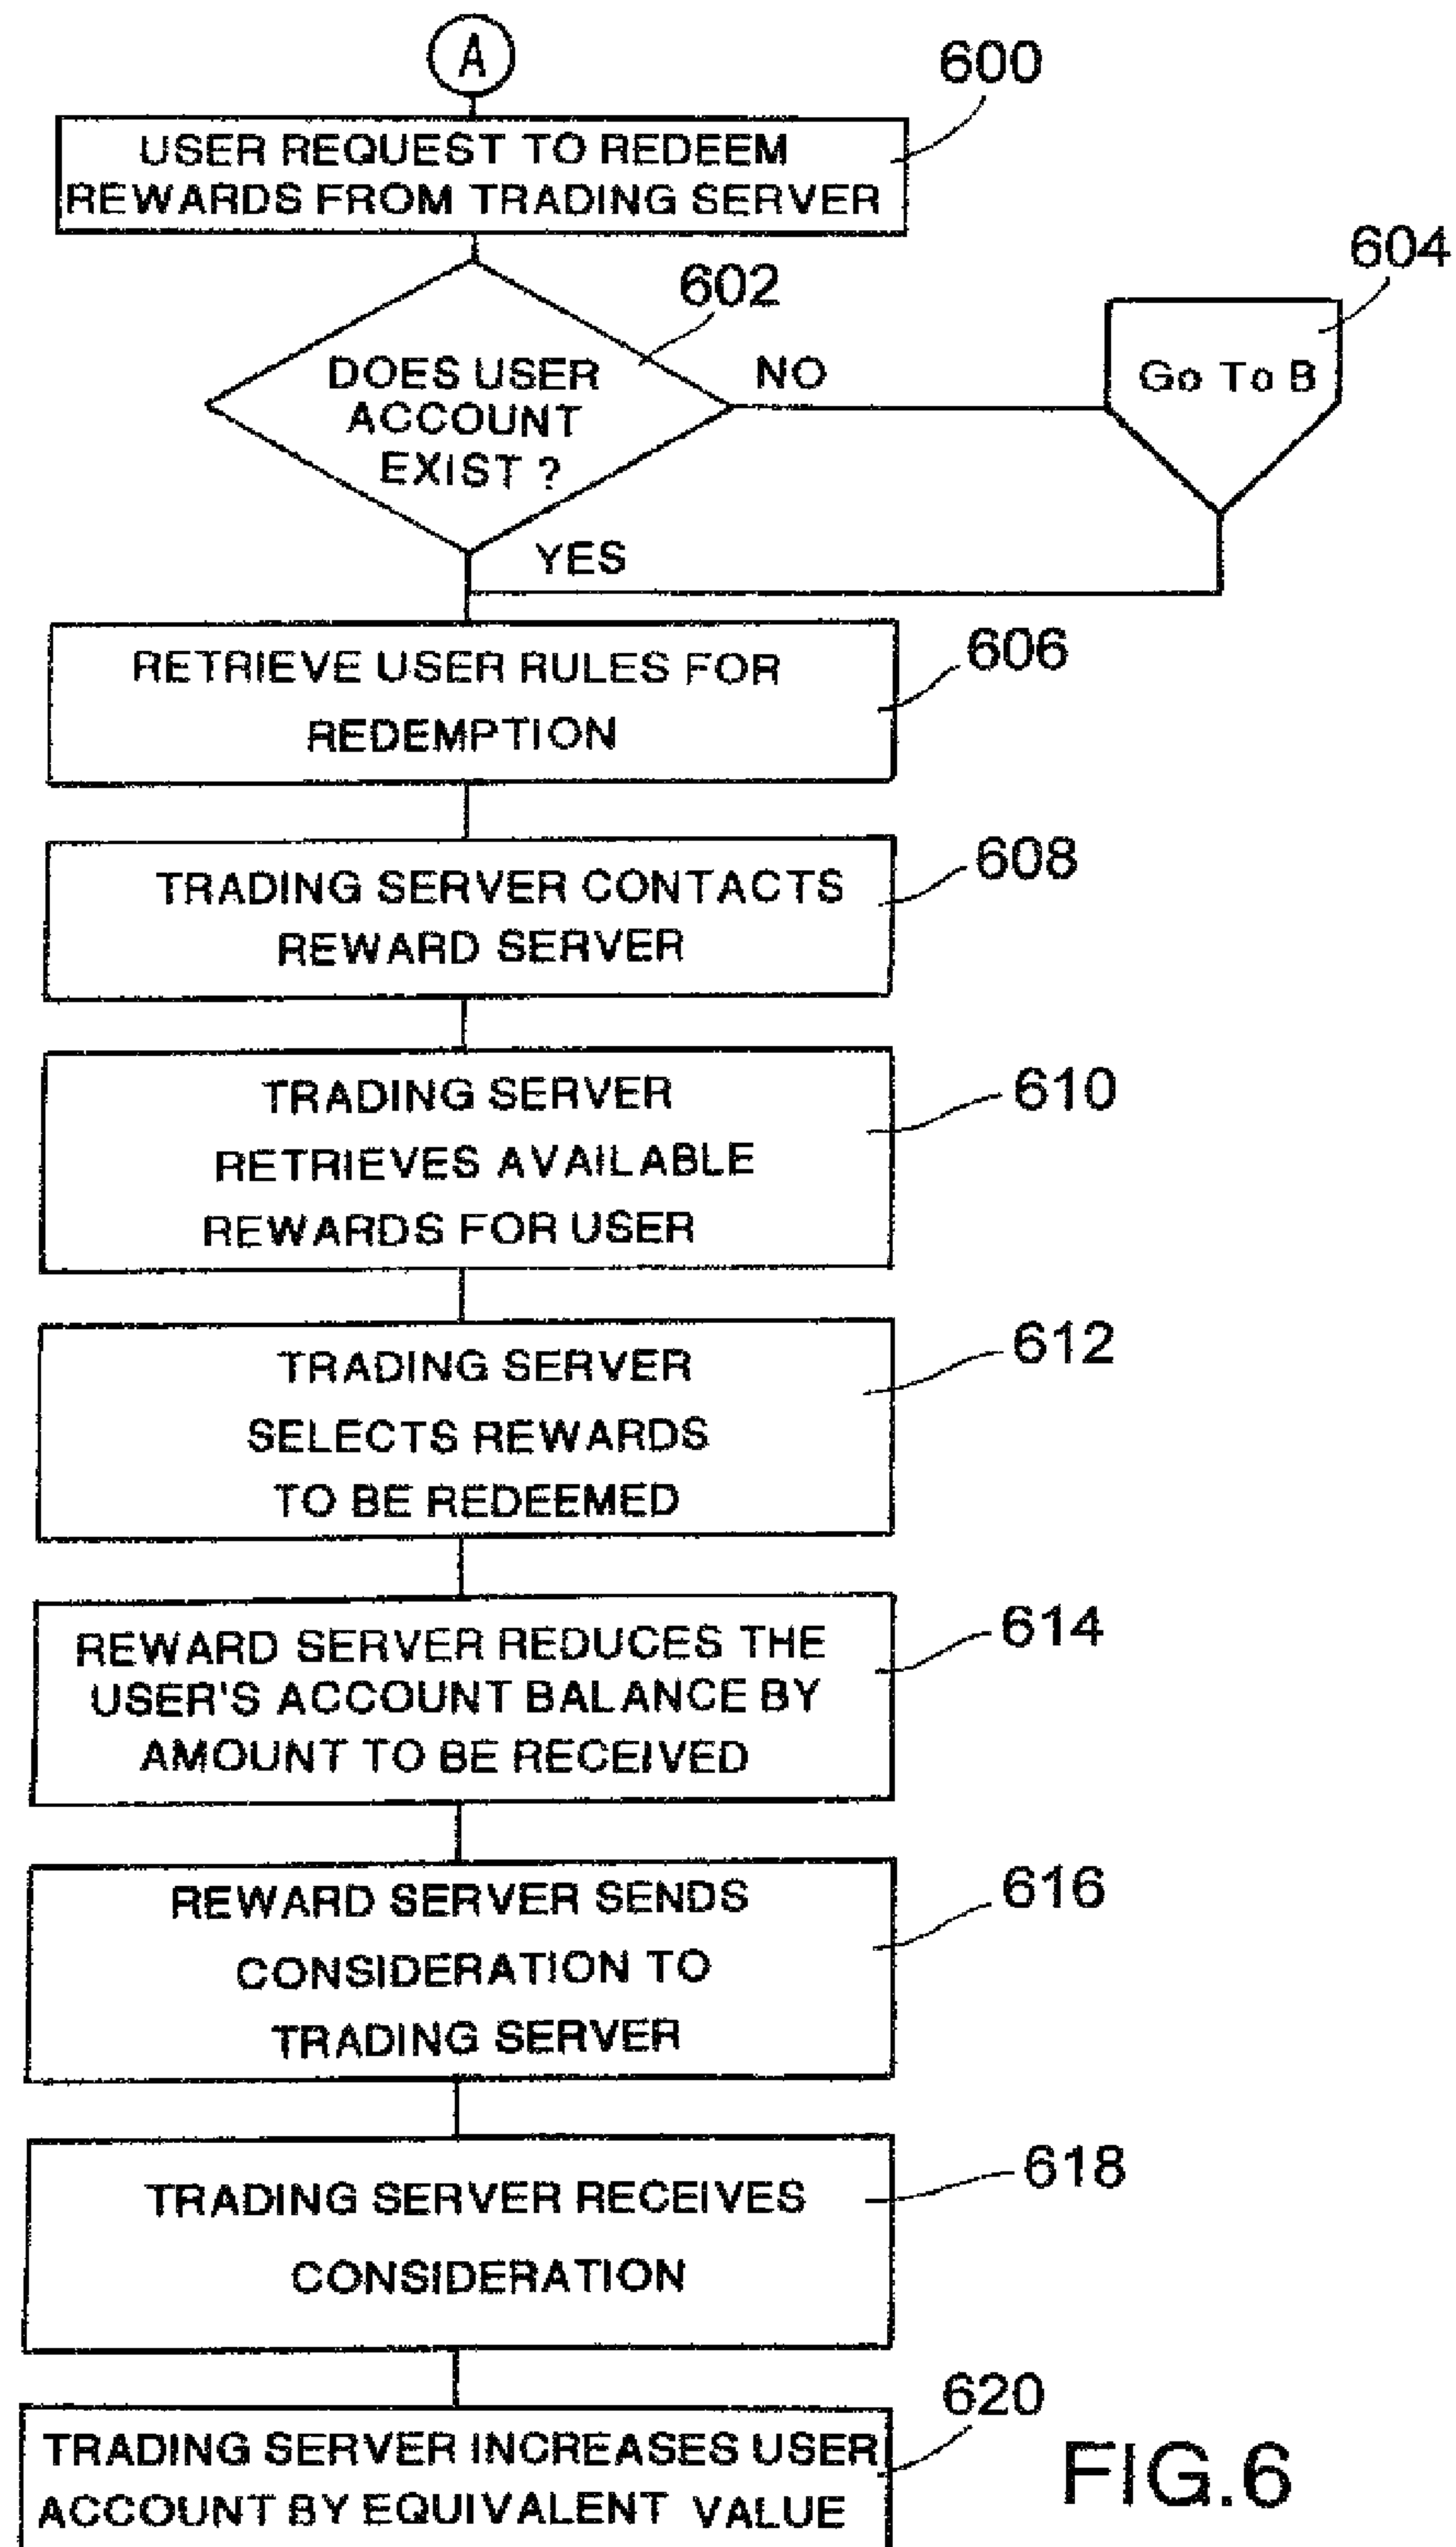 A
600
USER REQUEST TO REDEEM
REWARDS FROM TRADING SERVER
602
604
DOES USER
ACCOUNT
EXIST ?
NO
Go To B
YES
606
RETRIEVE USER RULES FOR
REDEMPTION
608
TRADING SERVER CONTACTS
REWARD SERVER
610
TRADING SERVER
RETRIEVES AVAILABLE
REWARDS FOR USER
612
TRADING SERVER
SELECTS REWARDS
TO BE REDEEMED
614
REWARD SERVER REDUCES THE
USER'S ACCOUNT BALANCE BY
AMOUNT TO BE RECEIVED
616
REWARD SERVER SENDS
CONSIDERATION TO
TRADING SERVER
618
TRADING SERVER RECEIVES
CONSIDERATION
620
TRADING SERVER INCREASES USER
ACCOUNT BY EQUIVALENT VALUE
FIG.6